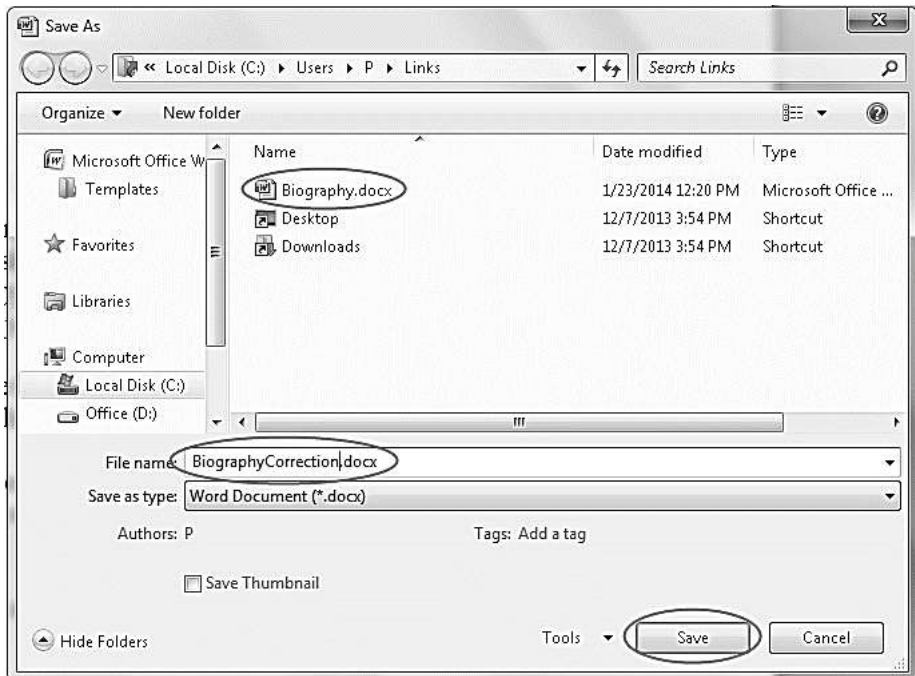 Save As
« Local Disk (C:) ▸ Users ▸ P ▸ Links
Search Links
Organize
New folder
Microsoft Office W
Templates
Favorites
Libraries
Computer
Local Disk (C:)
Office (D:)
Name Date modified Type
Biography.docx 1/23/2014 12:20 PM Microsoft Office ...
Desktop 12/7/2013 3:54 PM Shortcut
Downloads 12/7/2013 3:54 PM Shortcut
File name: BiographyCorrection.docx
Save as type: Word Document (*.docx)
Authors: P Tags: Add a tag
Save Thumbnail
Hide Folders Tools Save Cancel